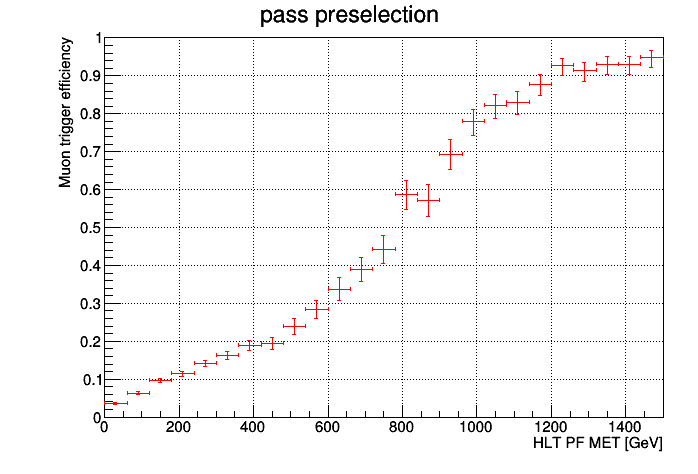 pass preselection
Muon trigger efficiency
1
0.9
0.8
0.7
0.6
0.5
0.4
0.3
0.2
0.1
0
0 200 400 600 800 1000 1200 1400
HLT PF MET [GeV]